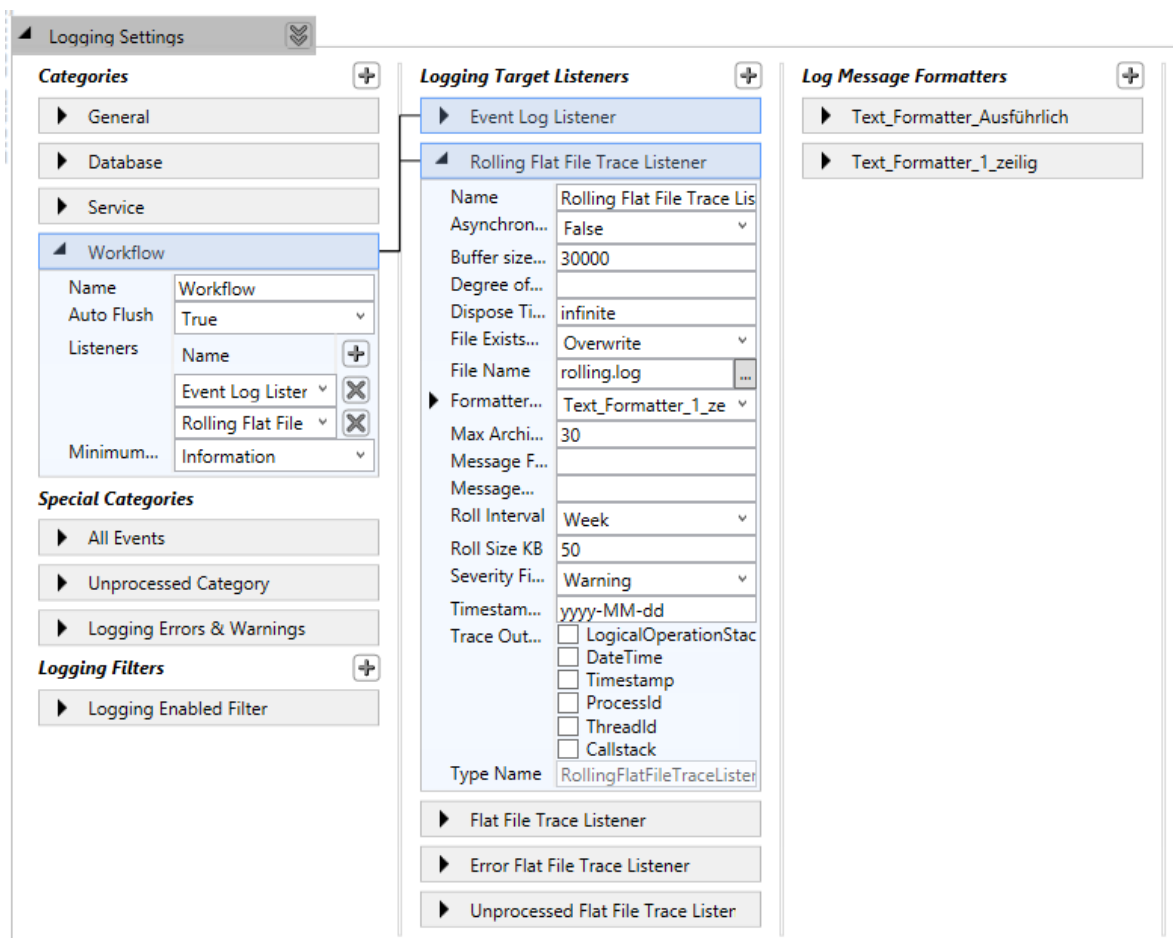 Logging Settings
Categories
General
Database
Service
Workflow
Name Workflow
Auto Flush True
Listeners Name
Event Log Lister
Rolling Flat File
Minimum... Information
Special Categories
All Events
Unprocessed Category
Logging Errors & Warnings
Logging Filters
Logging Enabled Filter
Logging Target Listeners
Event Log Listener
Rolling Flat File Trace Listener
Name Rolling Flat File Trace Lis
Asynchron... False
Buffer size... 30000
Degree of...
Dispose Ti... infinite
File Exists... Overwrite
File Name rolling.log ...
Formatter... Text_Formatter_1_ze
Max Archi... 30
Message F...
Message...
Roll Interval Week
Roll Size KB 50
Severity Fi... Warning
Timestam... yyyy-MM-dd
Trace Out... LogicalOperationStac
DateTime
Timestamp
ProcessId
ThreadId
Callstack
Type Name RollingFlatFileTraceLister
Flat File Trace Listener
Error Flat File Trace Listener
Unprocessed Flat File Trace Lister
Log Message Formatters
Text_Formatter_Ausführlich
Text_Formatter_1_zeilig